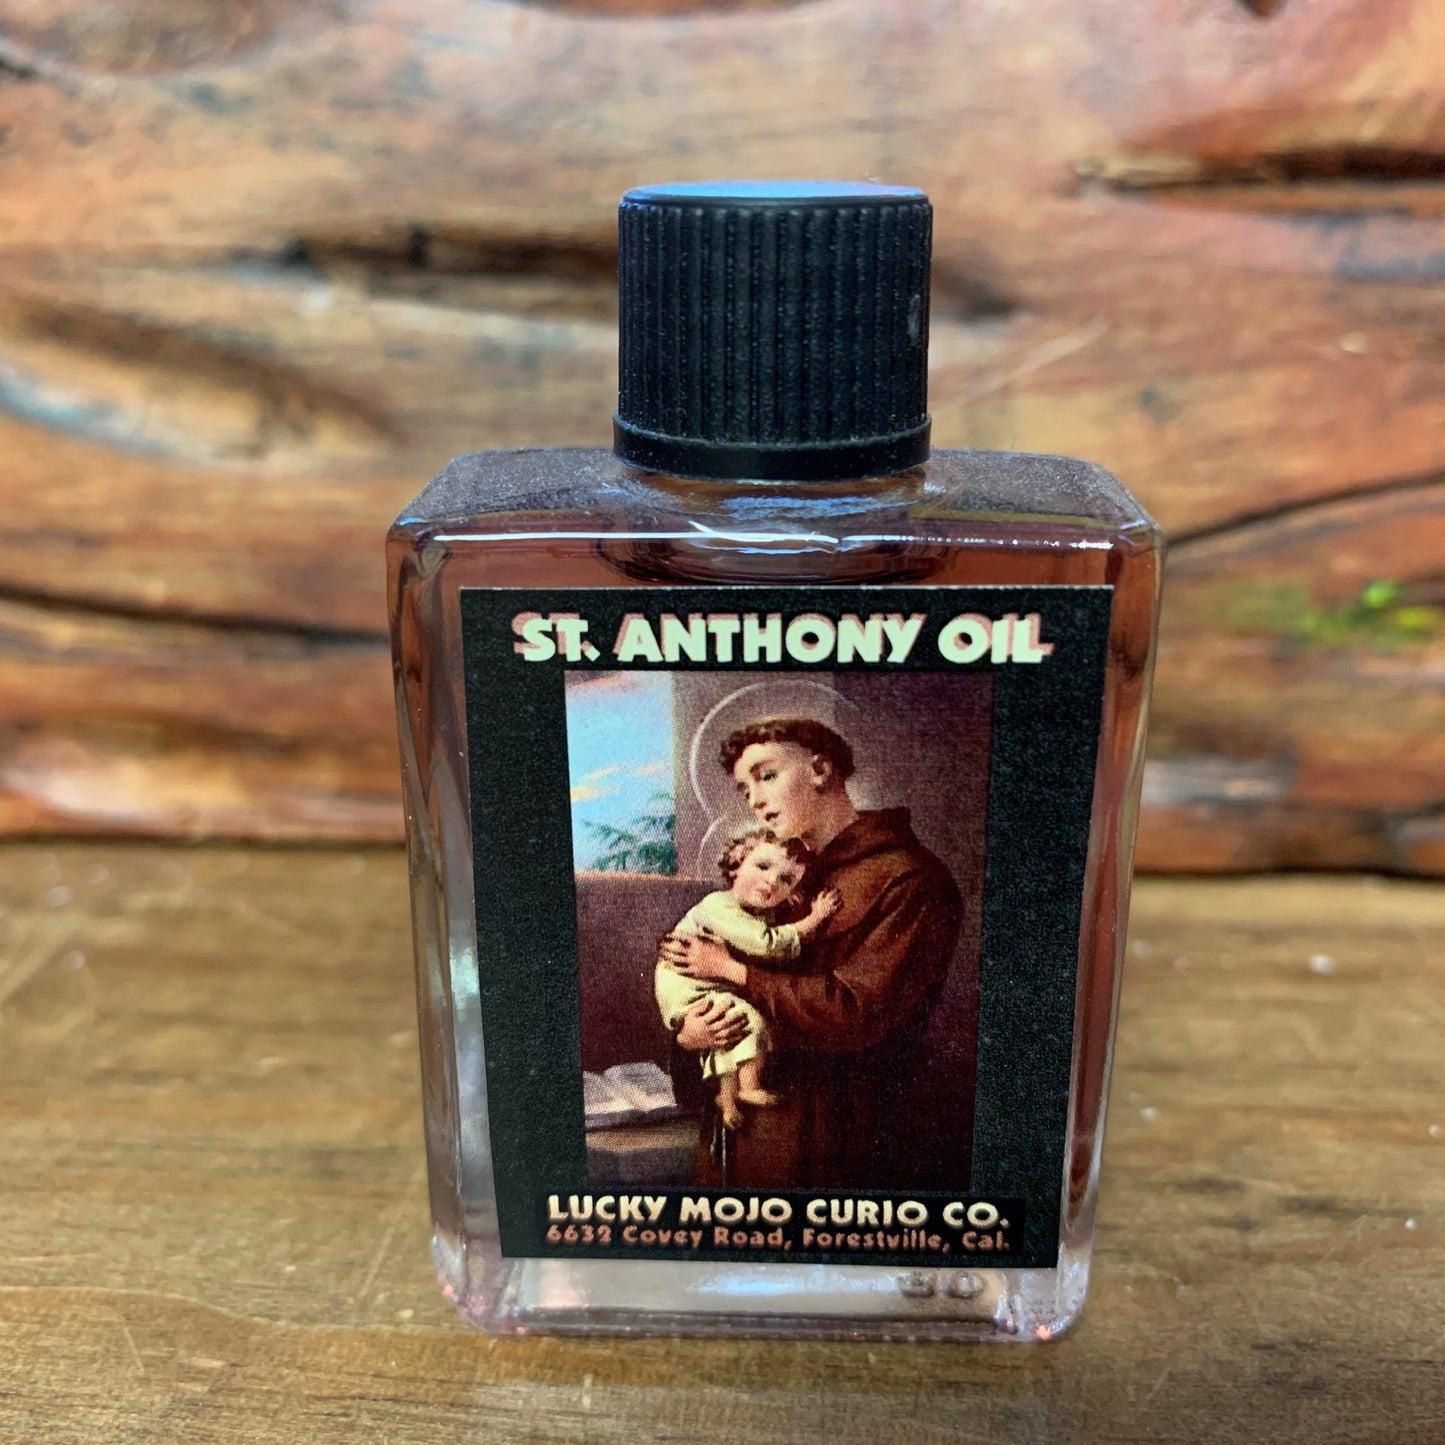 ST. ANTHONY OIL
LUCKY MOJO CURIO CO.
6632 Covey Road, Forestville, Cal.